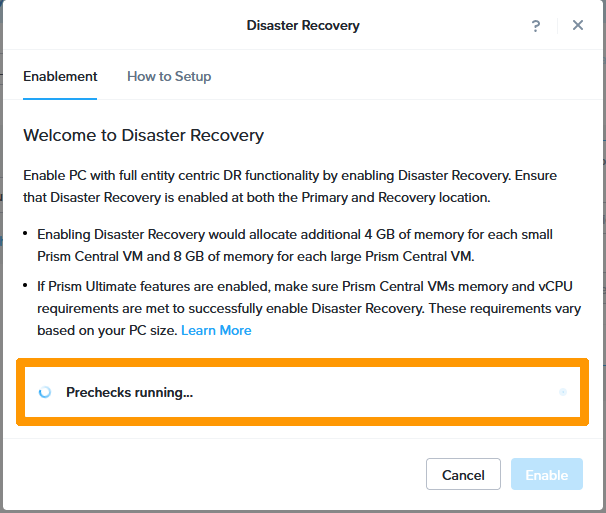 Disaster Recovery
?
Enablement How to Setup
Welcome to Disaster Recovery
Enable PC with full entity centric DR functionality by enabling Disaster Recovery. Ensure
that Disaster Recovery is enabled at both the Primary and Recovery location.
• Enabling Disaster Recovery would allocate additional 4 GB of memory for each small
Prism Central VM and 8 GB of memory for each large Prism Central VM.
• If Prism Ultimate features are enabled, make sure Prism Central VMs memory and vCPU
requirements are met to successfully enable Disaster Recovery. These requirements vary
based on your PC size. Learn More
Prechecks running...
Cancel Enable